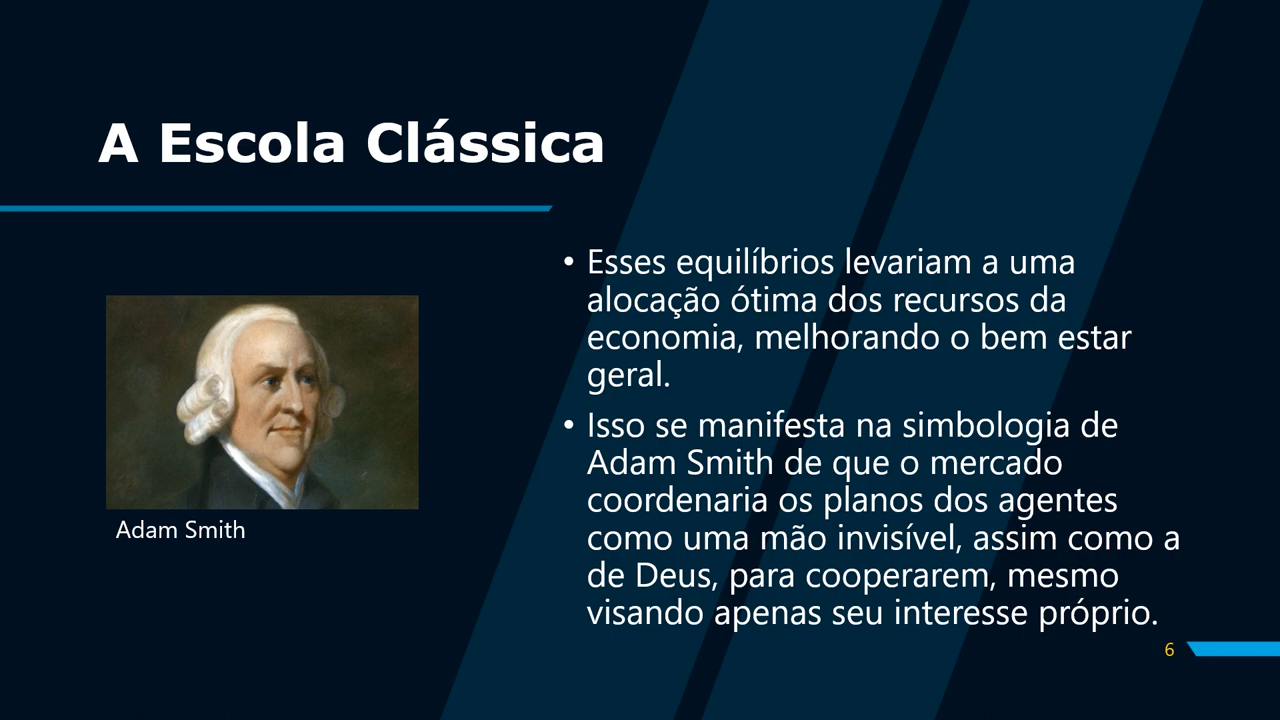 A Escola Clássica
• Esses equilíbrios levariam a uma
alocação ótima dos recursos da
economia, melhorando o bem estar
geral.
• Isso se manifesta na simbologia de
Adam Smith de que o mercado
coordenaria os planos dos agentes
como uma mão invisível, assim como a
de Deus, para cooperarem, mesmo
visando apenas seu interesse próprio.
Adam Smith
6